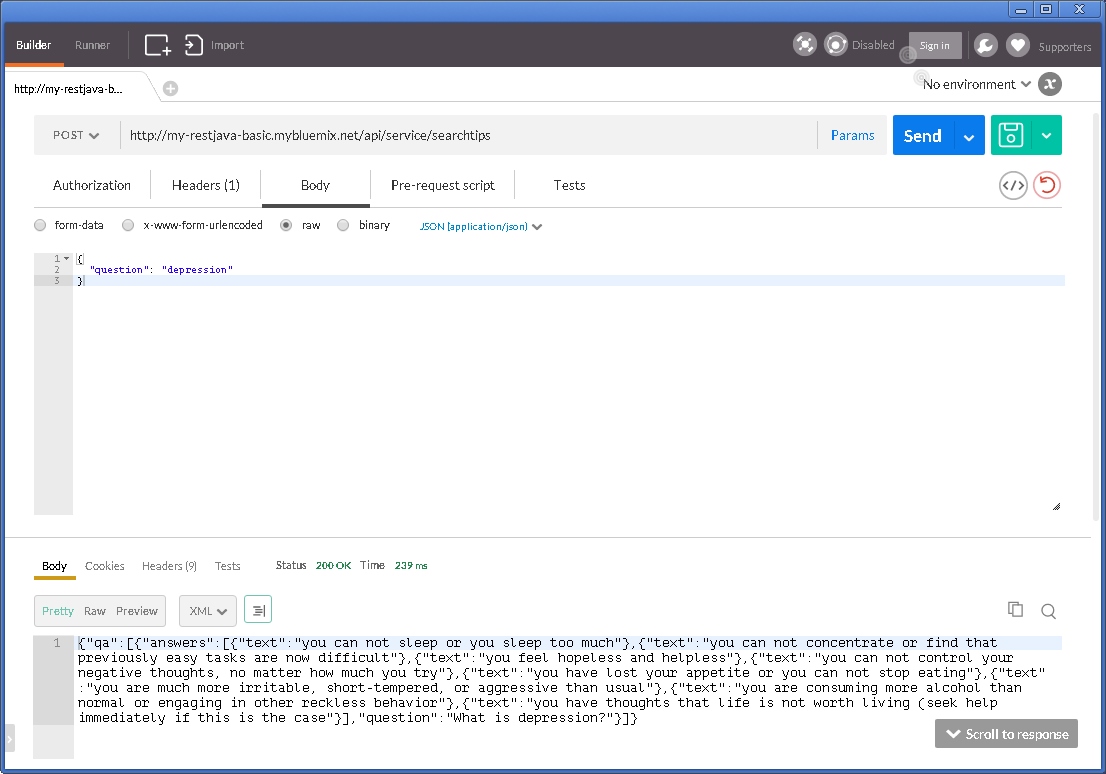 Builder Runner Import Disabled Sign in Supporters
http://my-restjava-b... No environment
POST http://my-restjava-basic.mybluemix.net/api/service/searchtips Params Send
Authorization Headers (1) Body Pre-request script Tests
form-data x-www-form-urlencoded raw binary JSON (application/json)
1 {
2 "question": "depression"
3 }
Body Cookies Headers (9) Tests Status 200 OK Time 239 ms
Pretty Raw Preview XML
1 {"qa":[{"answers":[{"text":"you can not sleep or you sleep too much"},{"text":"you can not concentrate or find that
previously easy tasks are now difficult"},{"text":"you feel hopeless and helpless"},{"text":"you can not control your
negative thoughts, no matter how much you try"},{"text":"you have lost your appetite or you can not stop eating"},{"text"
:"you are much more irritable, short-tempered, or aggressive than usual"},{"text":"you are consuming more alcohol than
normal or engaging in other reckless behavior"},{"text":"you have thoughts that life is not worth living (seek help
immediately if this is the case"}],"question":"What is depression?"}]}
Scroll to response